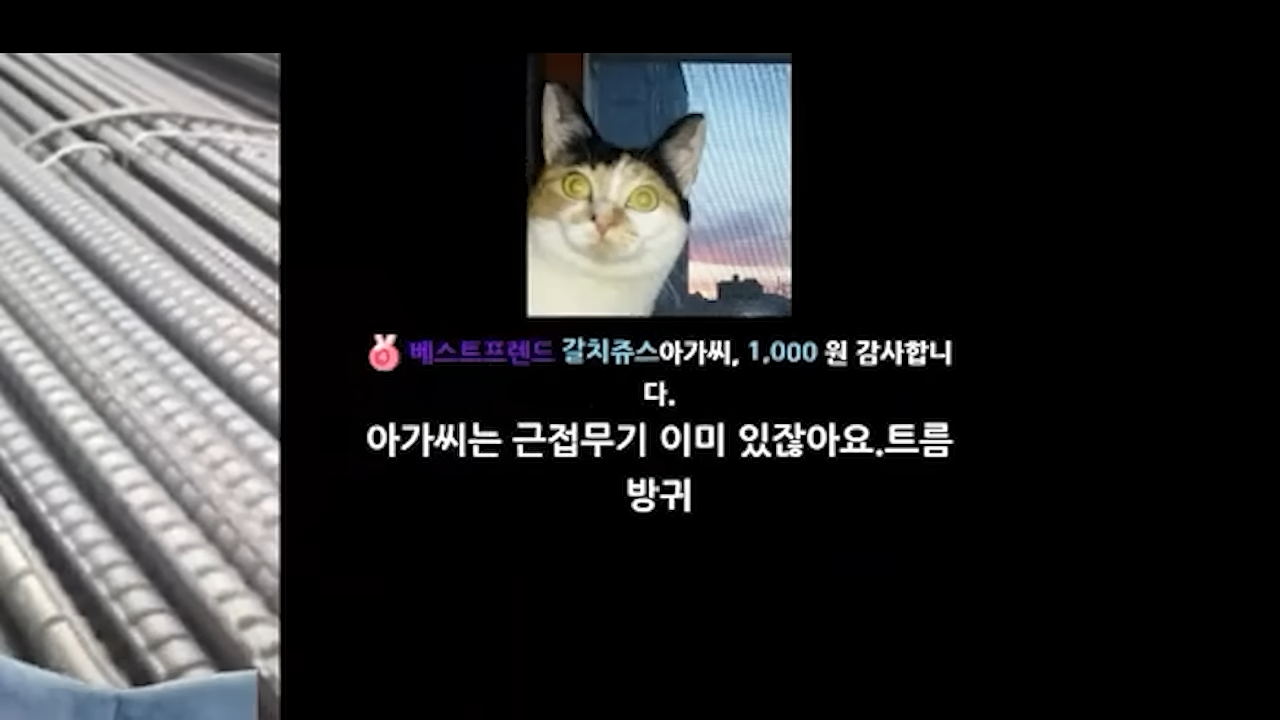 베스트프렌드 갈치쥬스아가씨, 1,000 원 감사합니
다.
아가씨는 근접무기 이미 있잖아요.트름
방귀